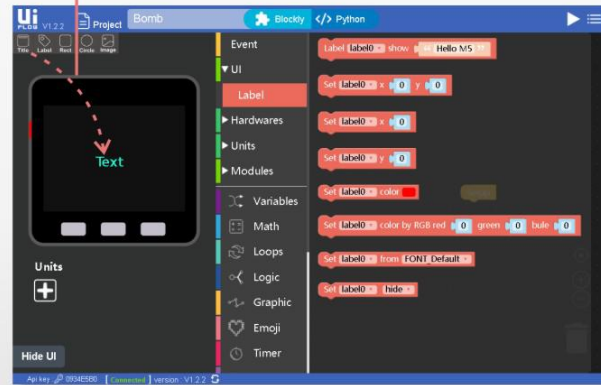 Ui FLOW V1.2.2 Project Bomb Blockly </> Python
Title Label Rect Circle Image
Text
Units
Hide UI
Event
UI
Label
Hardwares
Units
Modules
Variables
Math
Loops
Logic
Graphic
Emoji
Timer
Label label0 show " Hello M5 "
Set label0 x 0 y 0
Set label0 x 0
Set label0 y 0
Set label0 color
Set label0 color by RGB red 0 green 0 bule 0
Set label0 from FONT_Default
Set label0 hide
Api key 0934E5B0 [ Connected ] version : V1.2.2